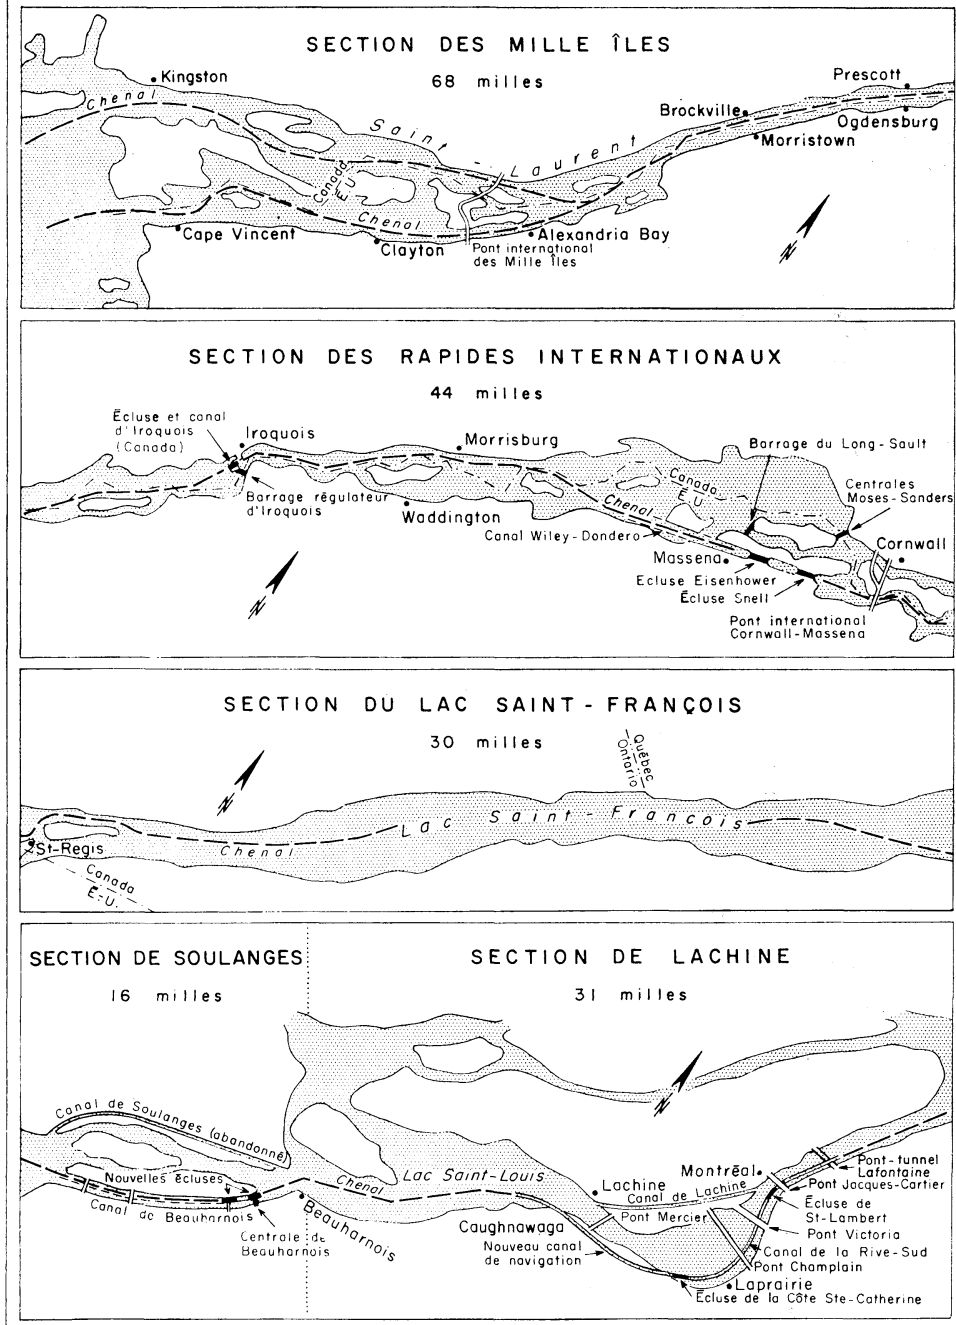 SECTION DES MILLE ÎLES
68 milles
Kingston
Chenal
Saint
Laurent
Prescott
Brockville
Ogdensburg
Morristown
Canada
É.U.
Chenal
Cape Vincent
Clayton
Alexandria Bay
Pont international
des Mille Îles
N
SECTION DES RAPIDES INTERNATIONAUX
44 milles
Écluse et canal
d'Iroquois
(Canada)
Iroquois
Morrisburg
Barrage du Long-Sault
Canada
É.U.
Centrales
Moses-Sanders
Barrage régulateur
d'Iroquois
Waddington
Chenal
Canal Wiley-Dondero
Cornwall
Massena
Ecluse Eisenhower
Écluse Snell
Pont international
Cornwall-Massena
N
SECTION DU LAC SAINT-FRANÇOIS
30 milles
Québec
Ontario
N
Lac Saint-François
Chenal
St-Regis
Canada
É.-U.
SECTION DE SOULANGES
16 milles
SECTION DE LACHINE
31 milles
N
Canal de Soulanges (abandonné)
Nouvelles écluses
Canal de Beauharnois
Centrale de
Beauharnois
Beauharnois
Chenal
Lac Saint-Louis
Lachine
Montréal
Canal de Lachine
Pont-tunnel
Lafontaine
Pont Jacques-Cartier
Écluse de
St-Lambert
Pont Victoria
Caughnawaga
Pont Mercier
Nouveau canal
de navigation
Canal de la Rive-Sud
Pont Champlain
Laprairie
Écluse de la Côte Ste-Catherine